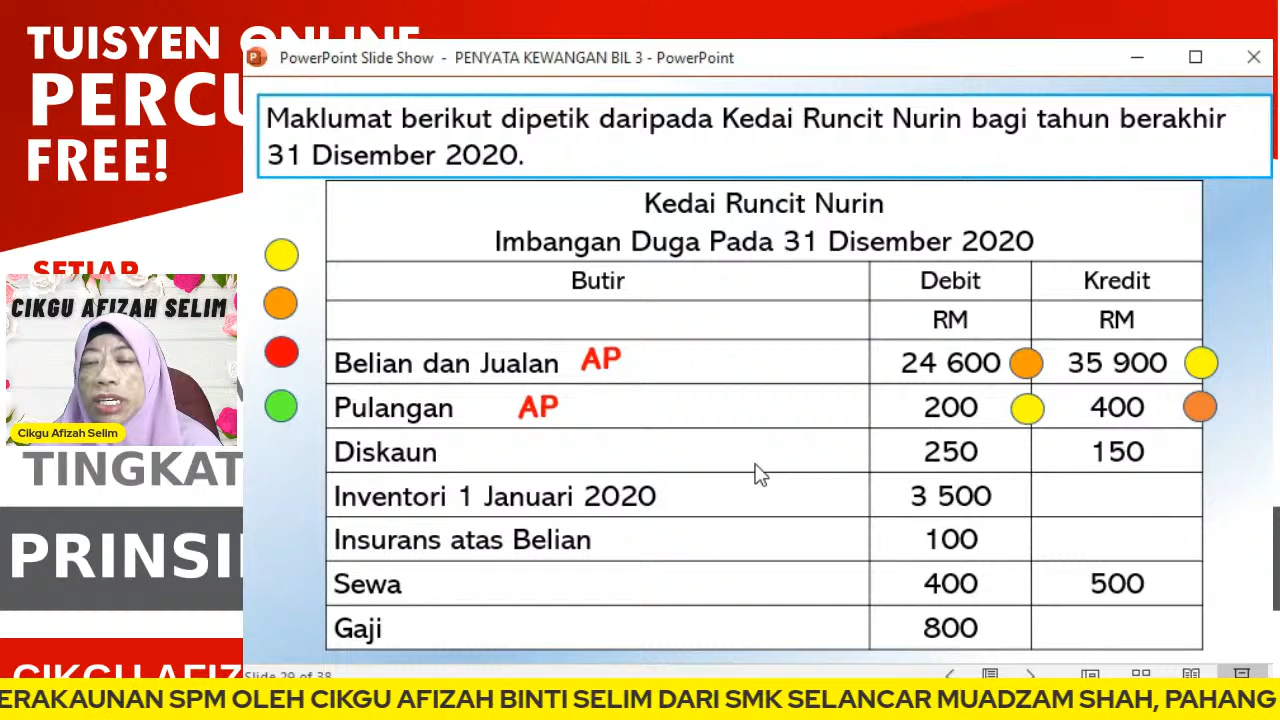 TUISYEN ONLINE
PERCU
FREE!
SETIAP
PowerPoint Slide Show - PENYATA KEWANGAN BIL 3 - PowerPoint
Maklumat berikut dipetik daripada Kedai Runcit Nurin bagi tahun berakhir
31 Disember 2020.
Kedai Runcit Nurin
Imbangan Duga Pada 31 Disember 2020
Butir Debit Kredit
RM RM
Belian dan Jualan AP 24 600 35 900
Pulangan AP 200 400
Diskaun 250 150
Inventori 1 Januari 2020 3 500
Insurans atas Belian 100
Sewa 400 500
Gaji 800
CIKGU AFIZAH SELIM
Cikgu Afizah Selim
TINGKAT
PRINSI
CIKGU AFIZ
Slide 29 of 38
ERAKAUNAN SPM OLEH CIKGU AFIZAH BINTI SELIM DARI SMK SELANCAR MUADZAM SHAH, PAHANG